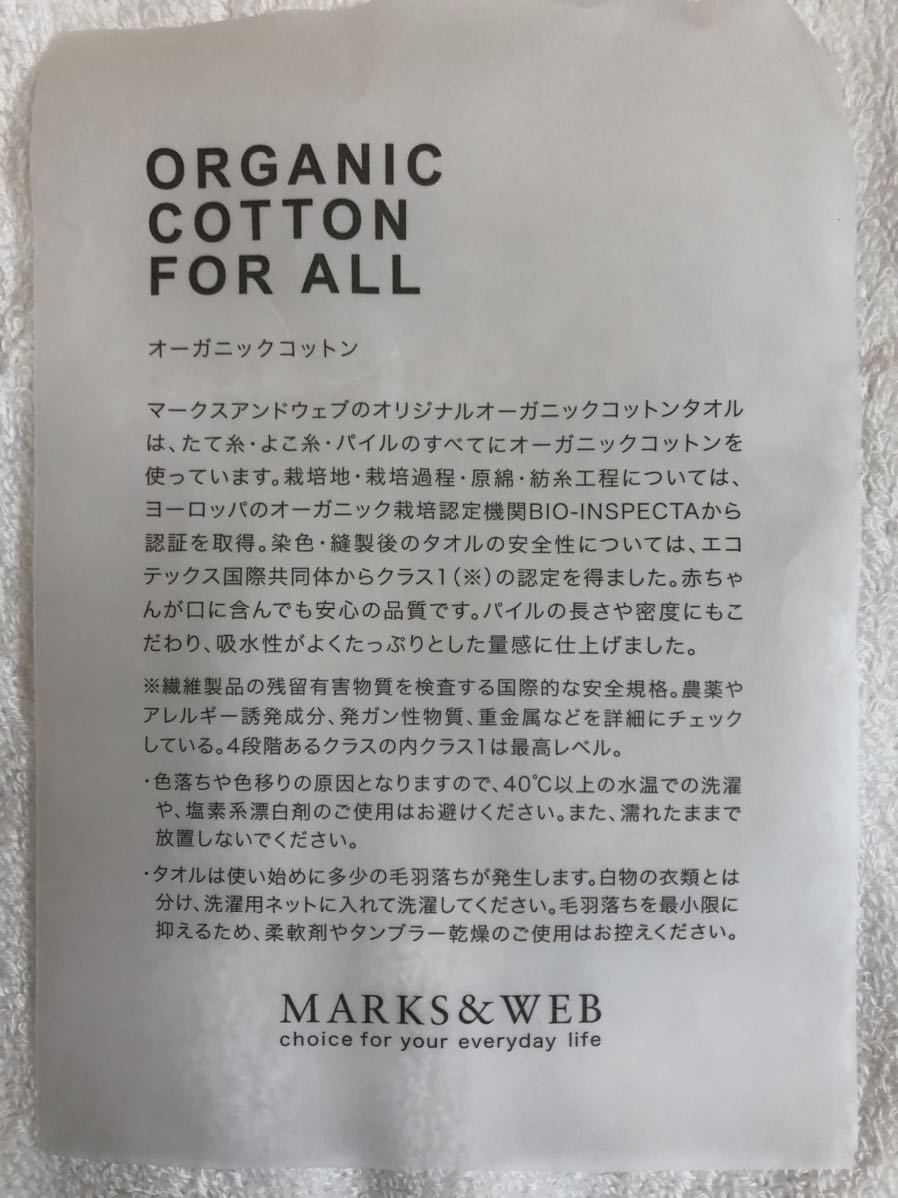 ORGANIC
COTTON
FOR ALL
オーガニックコットン
マークスアンドウェブのオリジナルオーガニックコットンタオル
は、たて糸・よこ糸・パイルのすべてにオーガニックコットンを
使っています。栽培地・栽培過程・原綿・紡糸工程については、
ヨーロッパのオーガニック栽培認定機関BIO-INSPECTAから
認証を取得。染色・縫製後のタオルの安全性については、エコ
テックス国際共同体からクラス1（※）の認定を得ました。赤ちゃ
んが口に含んでも安心の品質です。パイルの長さや密度にもこ
だわり、吸水性がよくたっぷりとした量感に仕上げました。
※繊維製品の残留有害物質を検査する国際的な安全規格。農薬や
アレルギー誘発成分、発ガン性物質、重金属などを詳細にチェック
している。4段階あるクラスの内クラス1は最高レベル。
・色落ちや色移りの原因となりますので、40℃以上の水温での洗濯
や、塩素系漂白剤のご使用はお避けください。また、濡れたままで
放置しないでください。
・タオルは使い始めに多少の毛羽落ちが発生します。白物の衣類とは
分け、洗濯用ネットに入れて洗濯してください。毛羽落ちを最小限に
抑えるため、柔軟剤やタンブラー乾燥のご使用はお控えください。
MARKS&WEB
choice for your everyday life